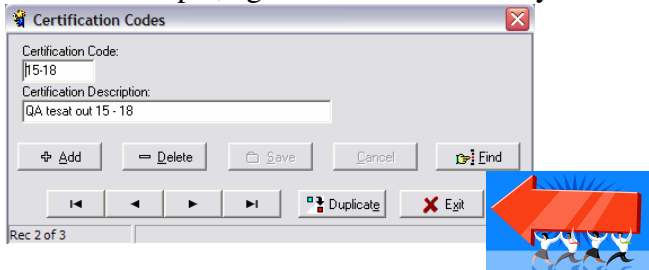 Certification Codes
Certification Code:
15-18
Certification Description:
QA tesat out 15 - 18
Add Delete Save Cancel Find
Duplicate Exit
Rec 2 of 3